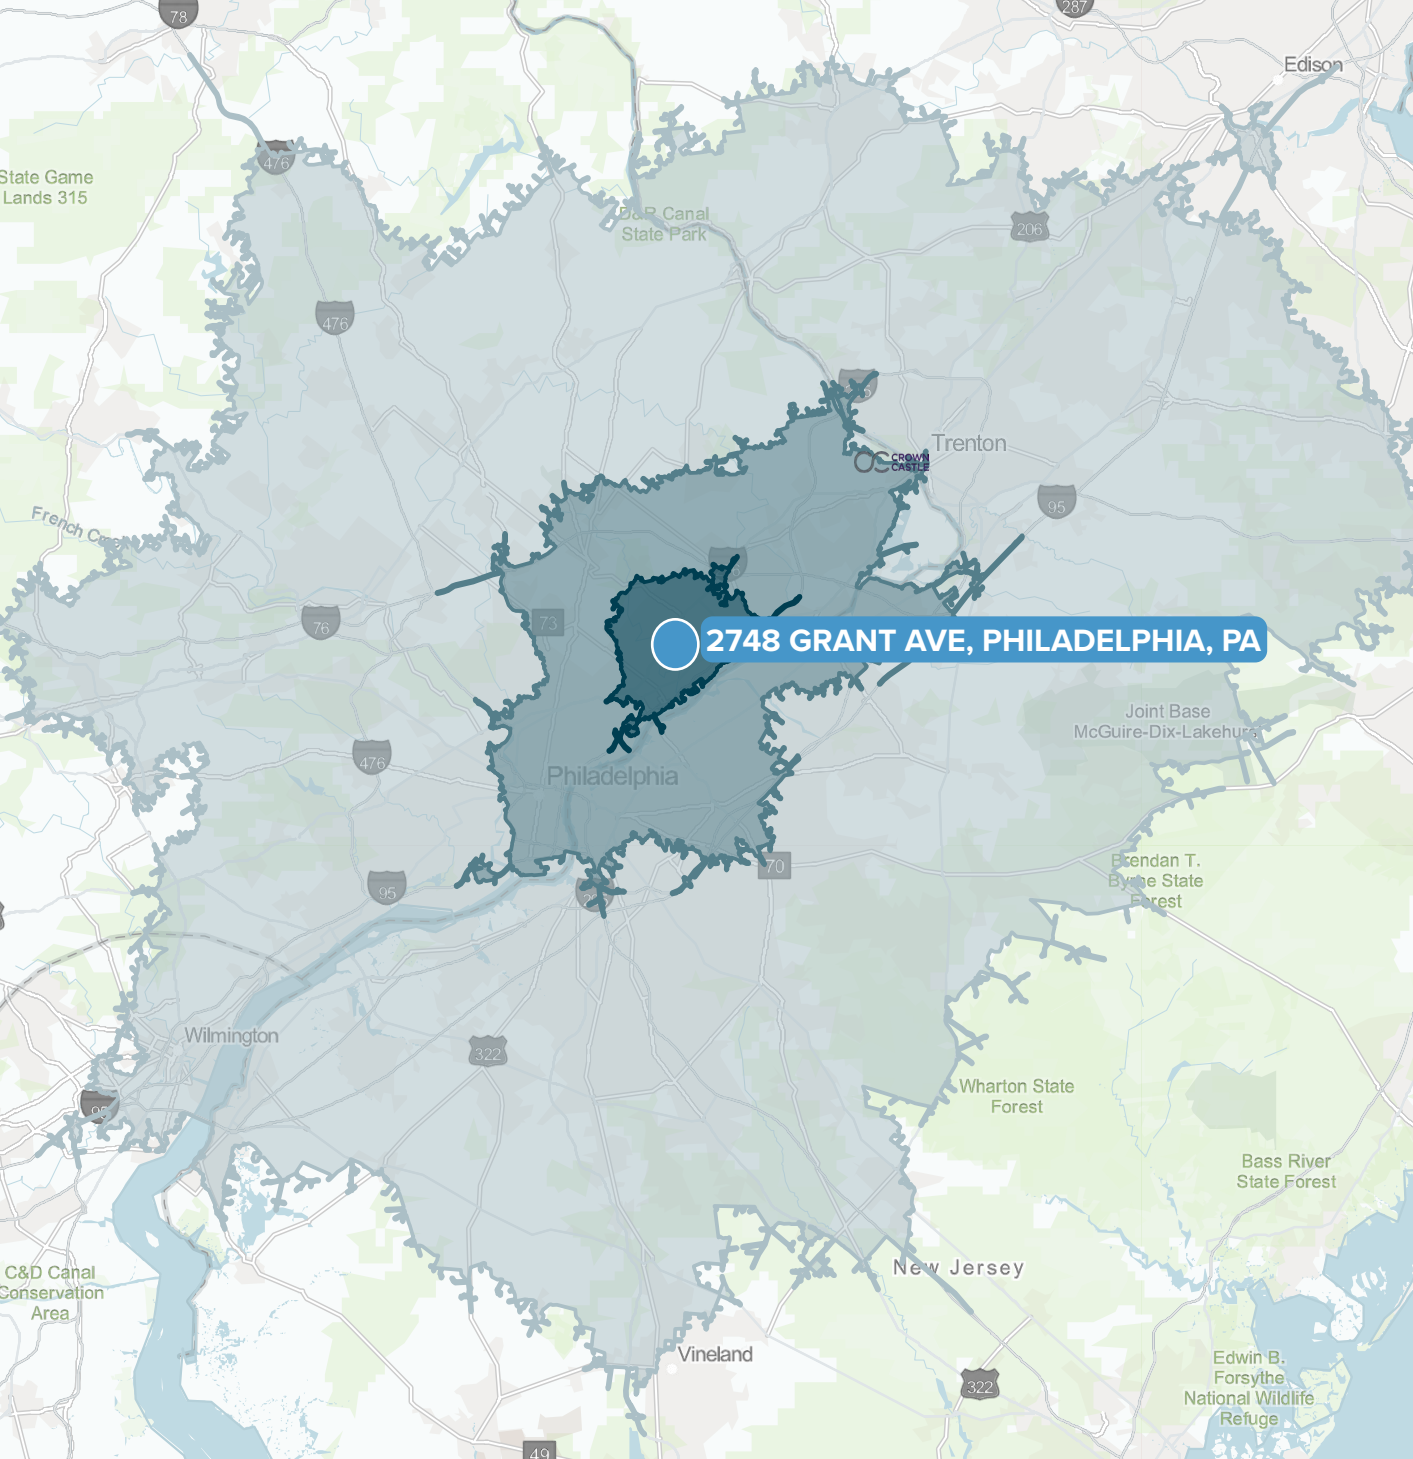 78
287
Edison
476
State Game
Lands 315
D&R Canal
State Park
206
476
Trenton
CROWN
CASTLE
95
French Cr
76
73
2748 GRANT AVE, PHILADELPHIA, PA
Joint Base
McGuire-Dix-Lakehurs
476
Philadelphia
70
95
Brendan T.
Byrne State
Forest
Wilmington
322
Wharton State
Forest
Bass River
State Forest
C&D Canal
Conservation
Area
New Jersey
Vineland
322
Edwin B.
Forsythe
National Wildlife
Refuge
49